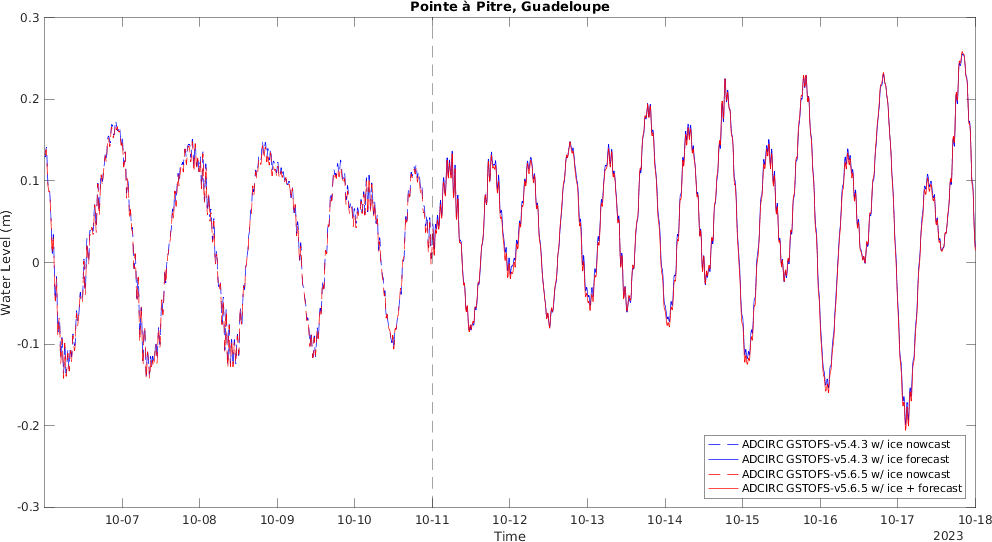 Pointe à Pitre, Guadeloupe
0.3
0.2
0.1
0
-0.1
-0.2
-0.3
Water Level (m)
ADCIRC GSTOFS-v5.4.3 w/ ice nowcast
ADCIRC GSTOFS-v5.4.3 w/ ice forecast
ADCIRC GSTOFS-v5.6.5 w/ ice nowcast
ADCIRC GSTOFS-v5.6.5 w/ ice + forecast
10-07 10-08 10-09 10-10 10-11 10-12 10-13 10-14 10-15 10-16 10-17 10-18
Time
2023